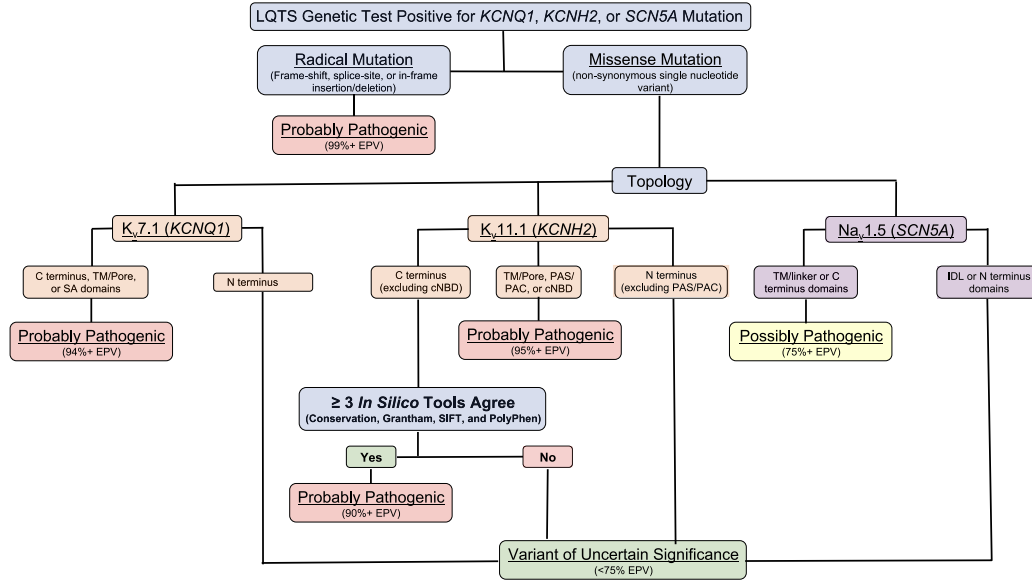 LQTS Genetic Test Positive for KCNQ1, KCNH2, or SCN5A Mutation
Radical Mutation
(Frame-shift, splice-site, or in-frame
insertion/deletion)
Missense Mutation
(non-synonymous single nucleotide
variant)
Probably Pathogenic
(99%+ EPV)
Topology
Kv7.1 (KCNQ1)
Kv11.1 (KCNH2)
Nav1.5 (SCN5A)
C terminus, TM/Pore,
or SA domains
N terminus
C terminus
(excluding cNBD)
TM/Pore, PAS/
PAC, or cNBD
N terminus
(excluding PAS/PAC)
TM/linker or C
terminus domains
IDL or N terminus
domains
Probably Pathogenic
(94%+ EPV)
Probably Pathogenic
(95%+ EPV)
Possibly Pathogenic
(75%+ EPV)
≥ 3 In Silico Tools Agree
(Conservation, Grantham, SIFT, and PolyPhen)
Yes
No
Probably Pathogenic
(90%+ EPV)
Variant of Uncertain Significance
(<75% EPV)